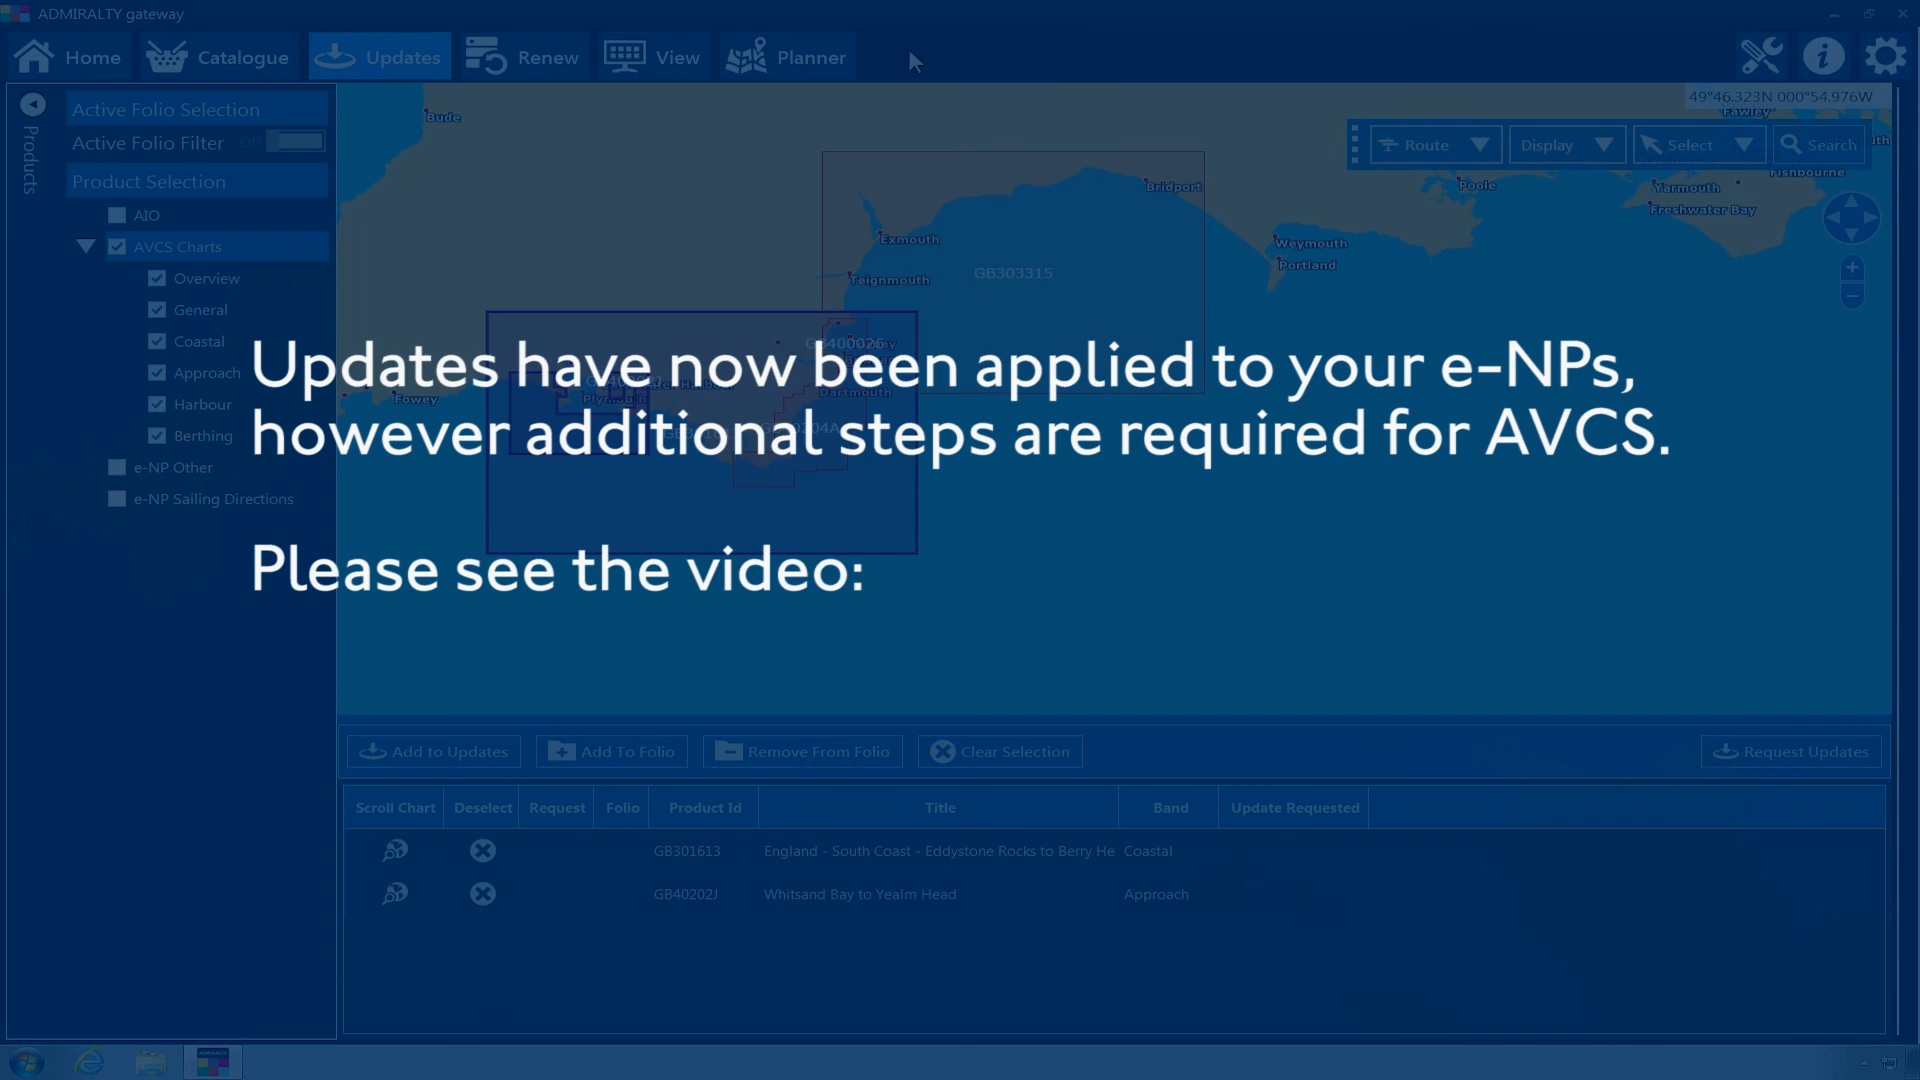 ADMIRALTY gateway
Home
Catalogue
Updates
Renew
View
Planner
Products
Active Folio Selection
Active Folio Filter Off
Product Selection
AIO
AVCS Charts
Overview
General
Coastal
Approach
Harbour
Berthing
e-NP Other
e-NP Sailing Directions
49°46.323N 000°54.976W
Route
Display
Select
Search
Bude
Fawley
Bridport
Poole
Yarmouth
Fishbourne
Freshwater Bay
Exmouth
Weymouth
Portland
Teignmouth
GB303315
Fowey
Plymouth
Dartmouth
Updates have now been applied to your e-NPs,
however additional steps are required for AVCS.
Please see the video:
Add to Updates
Add To Folio
Remove From Folio
Clear Selection
Request Updates
Scroll Chart Deselect Request Folio Product Id Title Band Update Requested
GB301613 England - South Coast - Eddystone Rocks to Berry He Coastal
GB40202J Whitsand Bay to Yealm Head Approach
ADMIRALTY